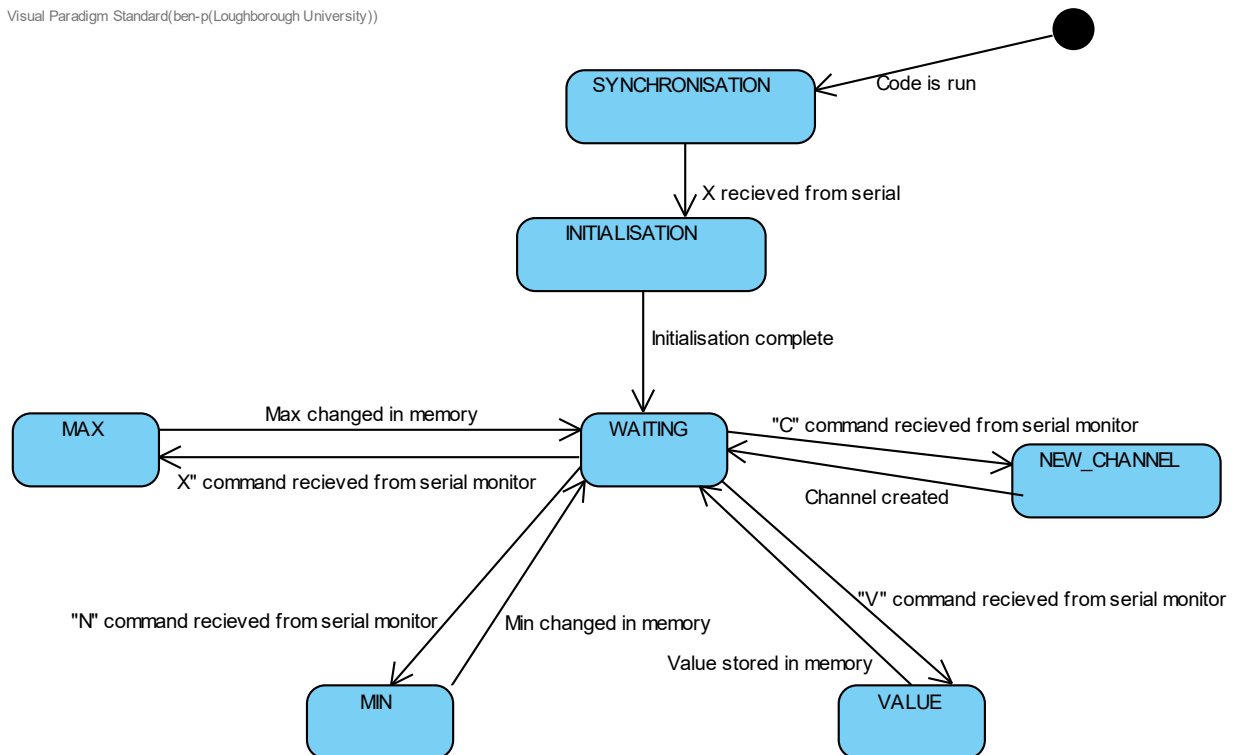 Visual Paradigm Standard(ben-p(Loughborough University))
SYNCHRONISATION
Code is run
X recieved from serial
INITIALISATION
Initialisation complete
MAX
Max changed in memory
WAITING
"C" command recieved from serial monitor
NEW_CHANNEL
X" command recieved from serial monitor
Channel created
"N" command recieved from serial monitor
Min changed in memory
"V" command recieved from serial monitor
Value stored in memory
MIN
VALUE